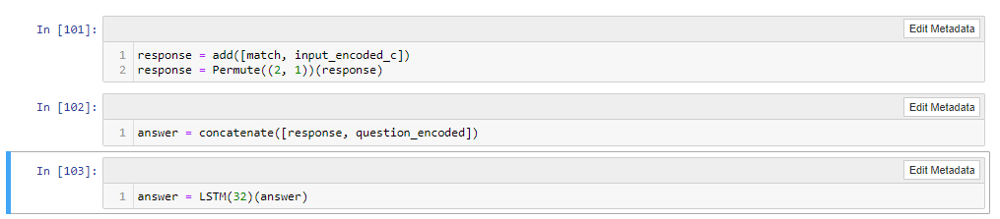 In [101]:
Edit Metadata
1 response = add([match, input_encoded_c])
2 response = Permute((2, 1))(response)
In [102]:
Edit Metadata
1 answer = concatenate([response, question_encoded])
In [103]:
Edit Metadata
1 answer = LSTM(32)(answer)